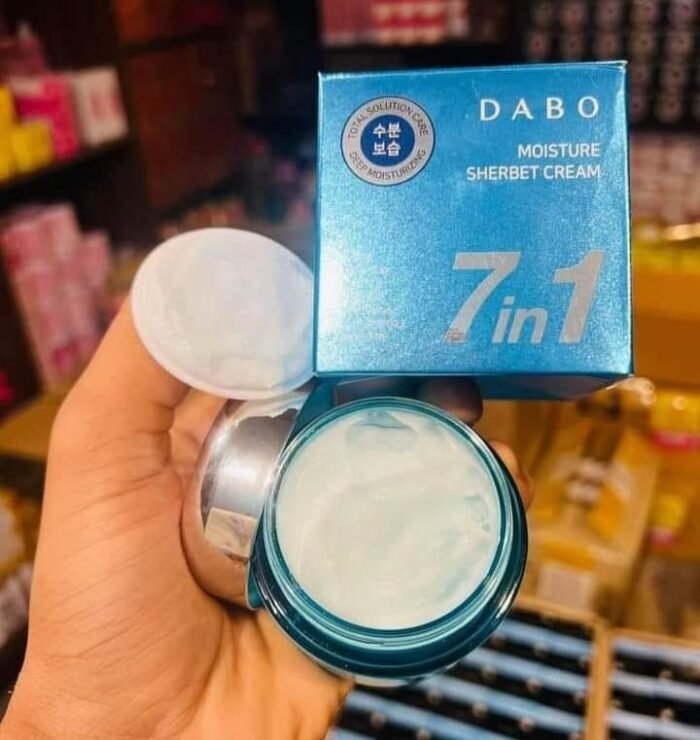 TOTAL SOLUTION CARE
수분
보습
DEEP MOISTURIZING
DABO
MOISTURE
SHERBET CREAM
7in1